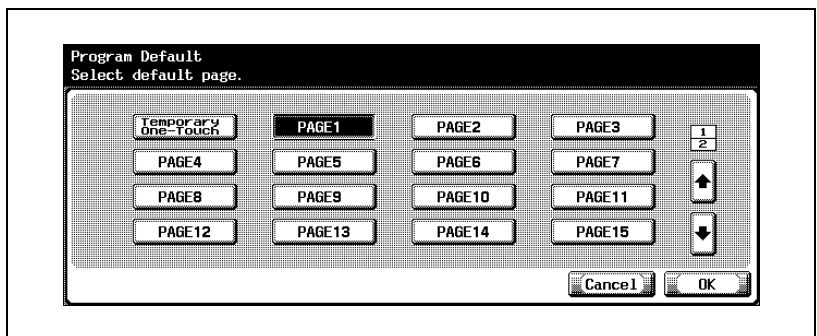 Program Default
Select default page.
Temporary One-Touch PAGE1 PAGE2 PAGE3
1
2
PAGE4 PAGE5 PAGE6 PAGE7
PAGE8 PAGE9 PAGE10 PAGE11
PAGE12 PAGE13 PAGE14 PAGE15
Cancel OK